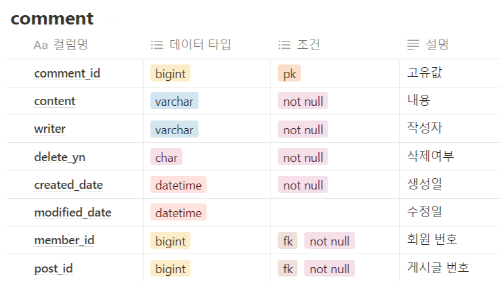 comment
Aa 컬럼명 데이터 타입 조건 설명
comment_id bigint pk 고유값
content varchar not null 내용
writer varchar not null 작성자
delete_yn char not null 삭제여부
created_date datetime not null 생성일
modified_date datetime 수정일
member_id bigint fk not null 회원 번호
post_id bigint fk not null 게시글 번호